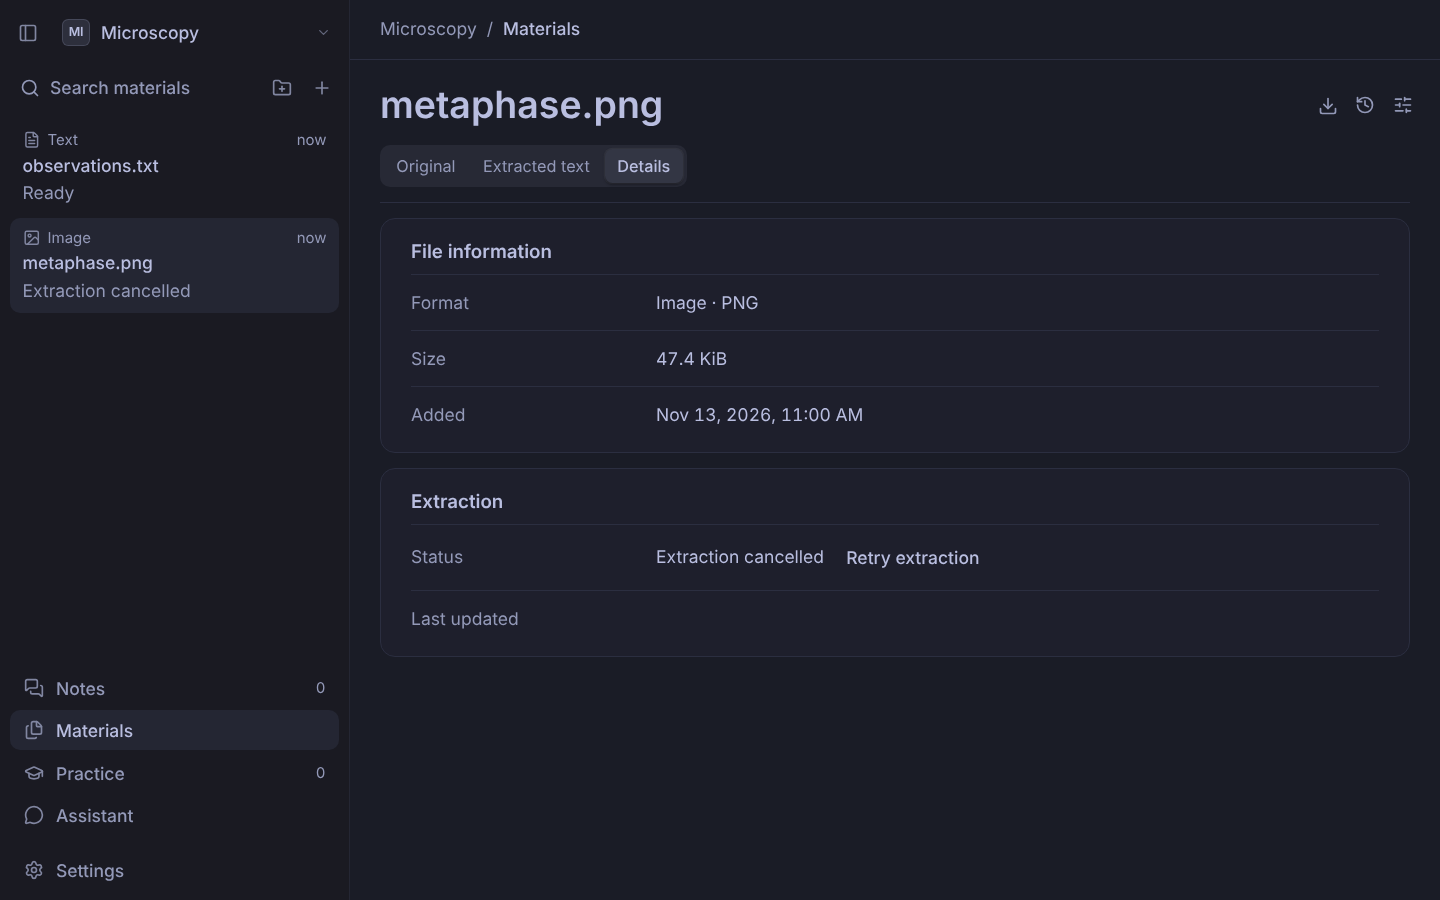 MI Microscopy
Search materials
Text now
observations.txt
Ready
Image now
metaphase.png
Extraction cancelled
Notes 0
Materials
Practice 0
Assistant
Settings
Microscopy / Materials
metaphase.png
Original Extracted text Details
File information
Format Image · PNG
Size 47.4 KiB
Added Nov 13, 2026, 11:00 AM
Extraction
Status Extraction cancelled Retry extraction
Last updated